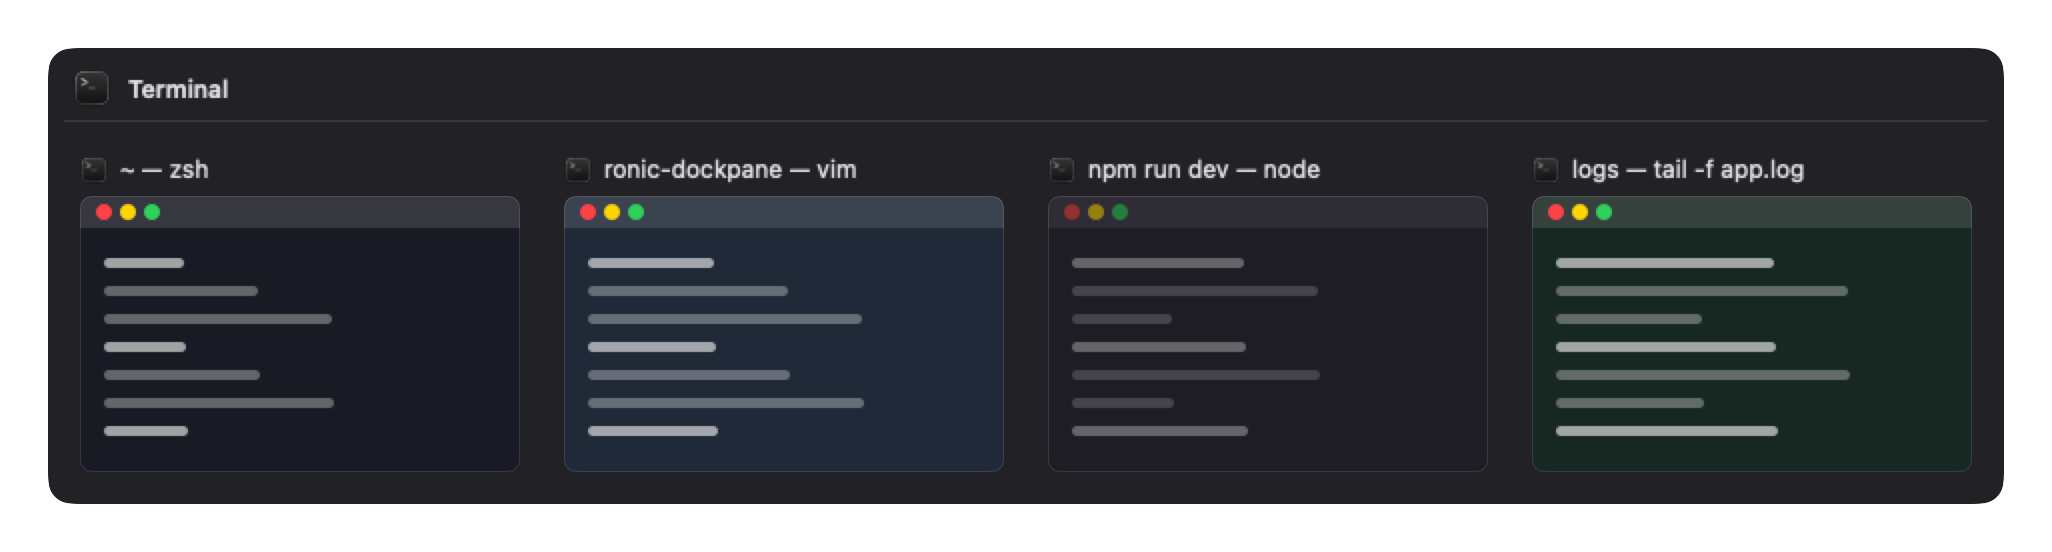 Terminal
~ — zsh
ronic-dockpane — vim
npm run dev — node
logs — tail -f app.log